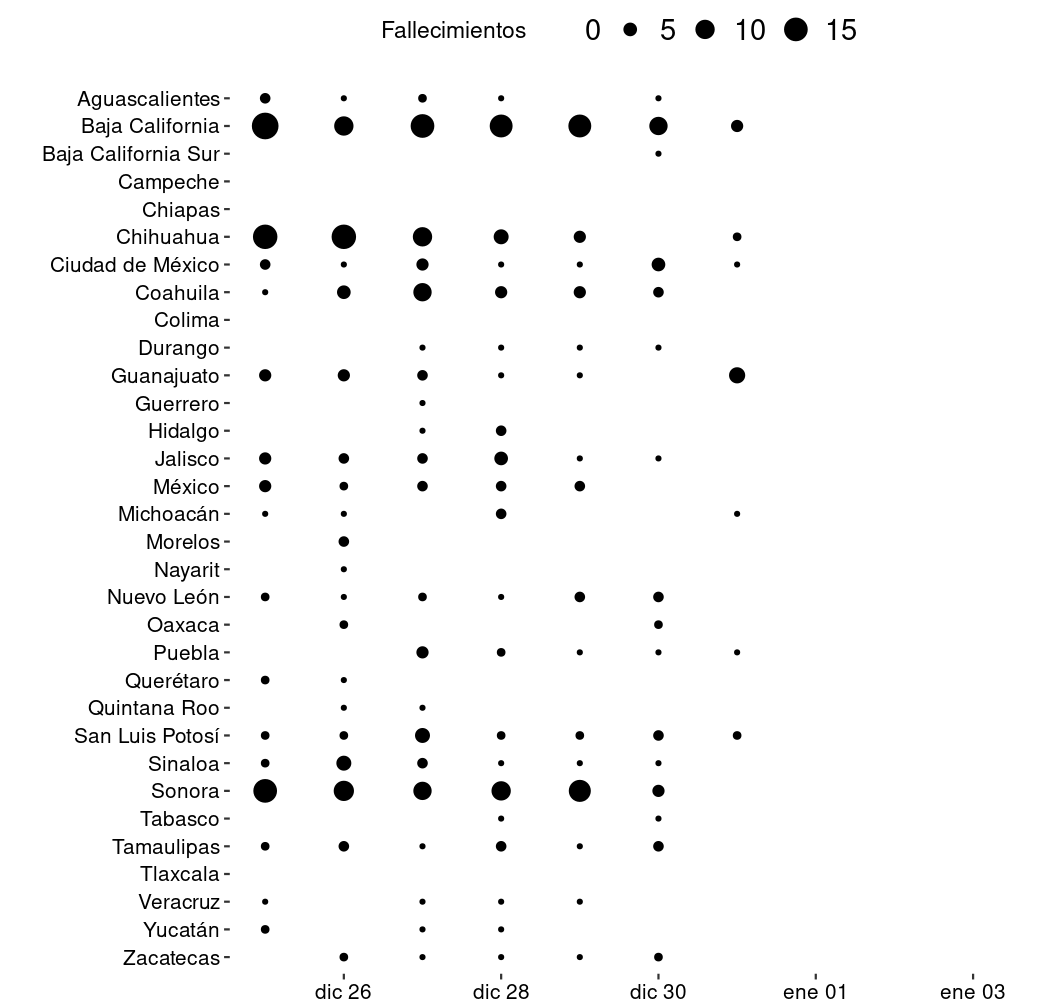 Fallecimientos 0 5 10 15
Aguascalientes
Baja California
Baja California Sur
Campeche
Chiapas
Chihuahua
Ciudad de México
Coahuila
Colima
Durango
Guanajuato
Guerrero
Hidalgo
Jalisco
México
Michoacán
Morelos
Nayarit
Nuevo León
Oaxaca
Puebla
Querétaro
Quintana Roo
San Luis Potosí
Sinaloa
Sonora
Tabasco
Tamaulipas
Tlaxcala
Veracruz
Yucatán
Zacatecas
dic 26 dic 28 dic 30 ene 01 ene 03